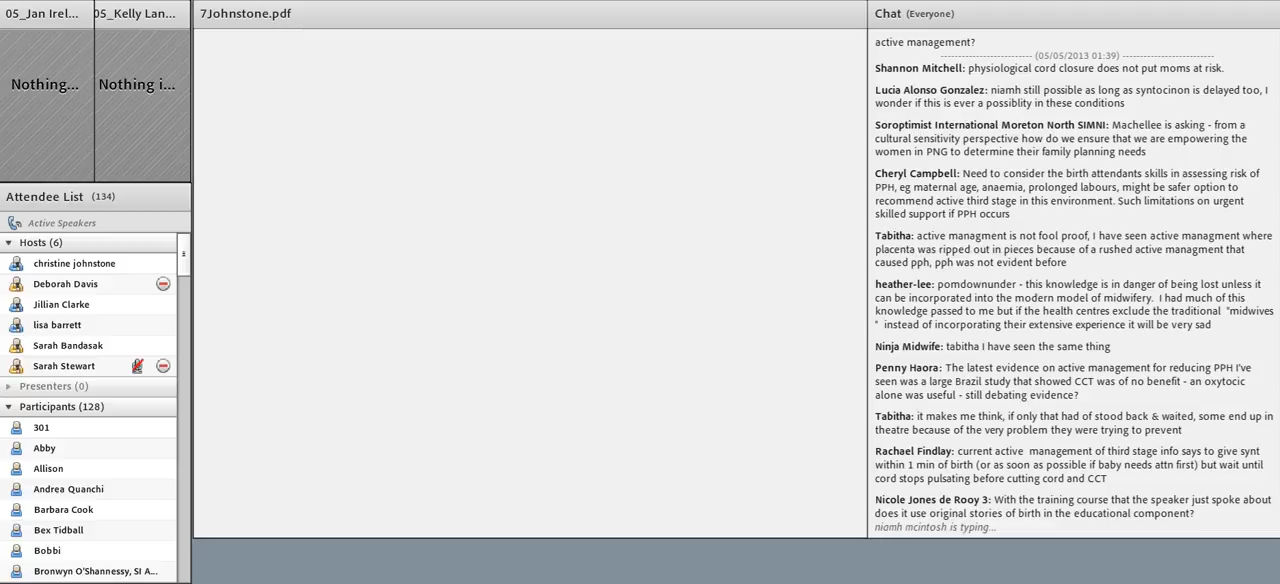 05_Jan Irel...
05_Kelly Lan...
7Johnstone.pdf
Chat (Everyone)
Nothing...
Nothing i...
Attendee List (134)
Active Speakers
Hosts (6)
christine johnstone
Deborah Davis
Jillian Clarke
lisa barrett
Sarah Bandasak
Sarah Stewart
Presenters (0)
Participants (128)
301
Abby
Allison
Andrea Quanchi
Barbara Cook
Bex Tidball
Bobbi
Bronwyn O'Shannessy, SI A...
active management?
------------------------- (05/05/2013 01:39) -------------------------
Shannon Mitchell: physiological cord closure does not put moms at risk.
Lucia Alonso Gonzalez: niamh still possible as long as syntocinon is delayed too, I
wonder if this is ever a possiblity in these conditions
Soroptimist International Moreton North SIMNI: Machellee is asking - from a
cultural sensitivity perspective how do we ensure that we are empowering the
women in PNG to determine their family planning needs
Cheryl Campbell: Need to consider the birth attendants skills in assessing risk of
PPH, eg maternal age, anaemia, prolonged labours, might be safer option to
recommend active third stage in this environment. Such limitations on urgent
skilled support if PPH occurs
Tabitha: active managment is not fool proof, I have seen active managment where
placenta was ripped out in pieces because of a rushed active managment that
caused pph, pph was not evident before
heather-lee: pomdownunder - this knowledge is in danger of being lost unless it
can be incorporated into the modern model of midwifery. I had much of this
knowledge passed to me but if the health centres exclude the traditional "midwives
" instead of incorporating their extensive experience it will be very sad
Ninja Midwife: tabitha I have seen the same thing
Penny Haora: The latest evidence on active management for reducing PPH I've
seen was a large Brazil study that showed CCT was of no benefit - an oxytocic
alone was useful - still debating evidence?
Tabitha: it makes me think, if only that had of stood back & waited, some end up in
theatre because of the very problem they were trying to prevent
Rachael Findlay: current active management of third stage info says to give synt
within 1 min of birth (or as soon as possible if baby needs attn first) but wait until
cord stops pulsating before cutting cord and CCT
Nicole Jones de Rooy 3: With the training course that the speaker just spoke about
does it use original stories of birth in the educational component?
niamh mcintosh is typing...